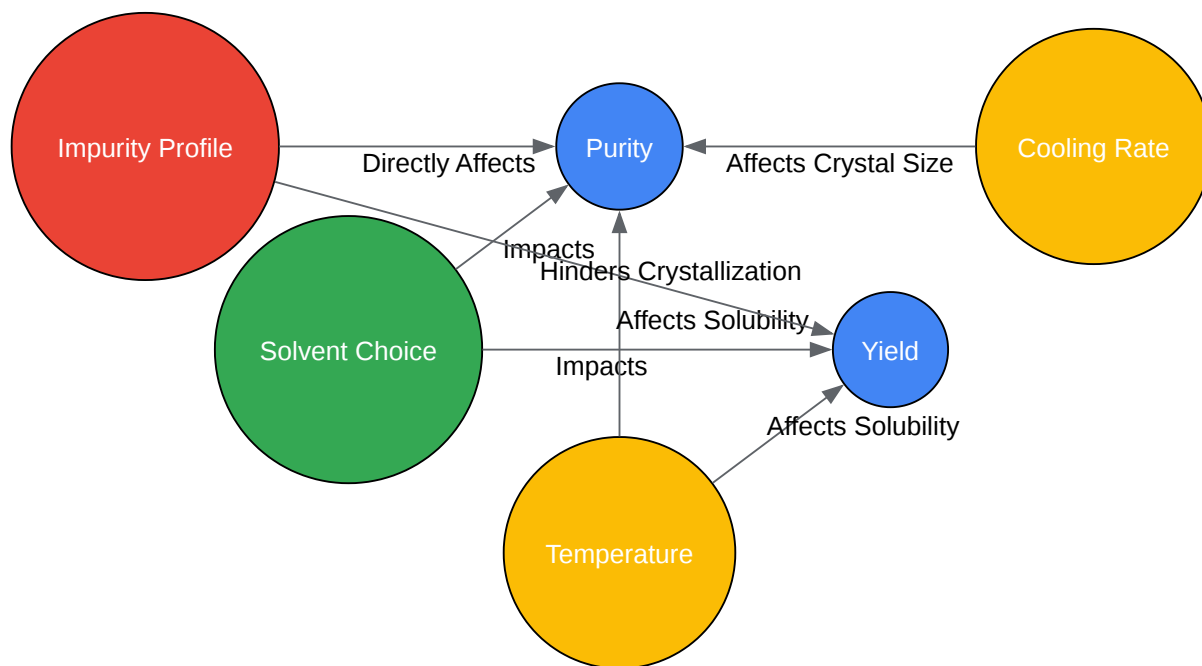 Impurity Profile
Purity
Cooling Rate
Directly Affects
Affects Crystal Size
Impacts
Hinders Crystallization
Affects Solubility
Solvent Choice
Yield
Impacts
Affects Solubility
Temperature